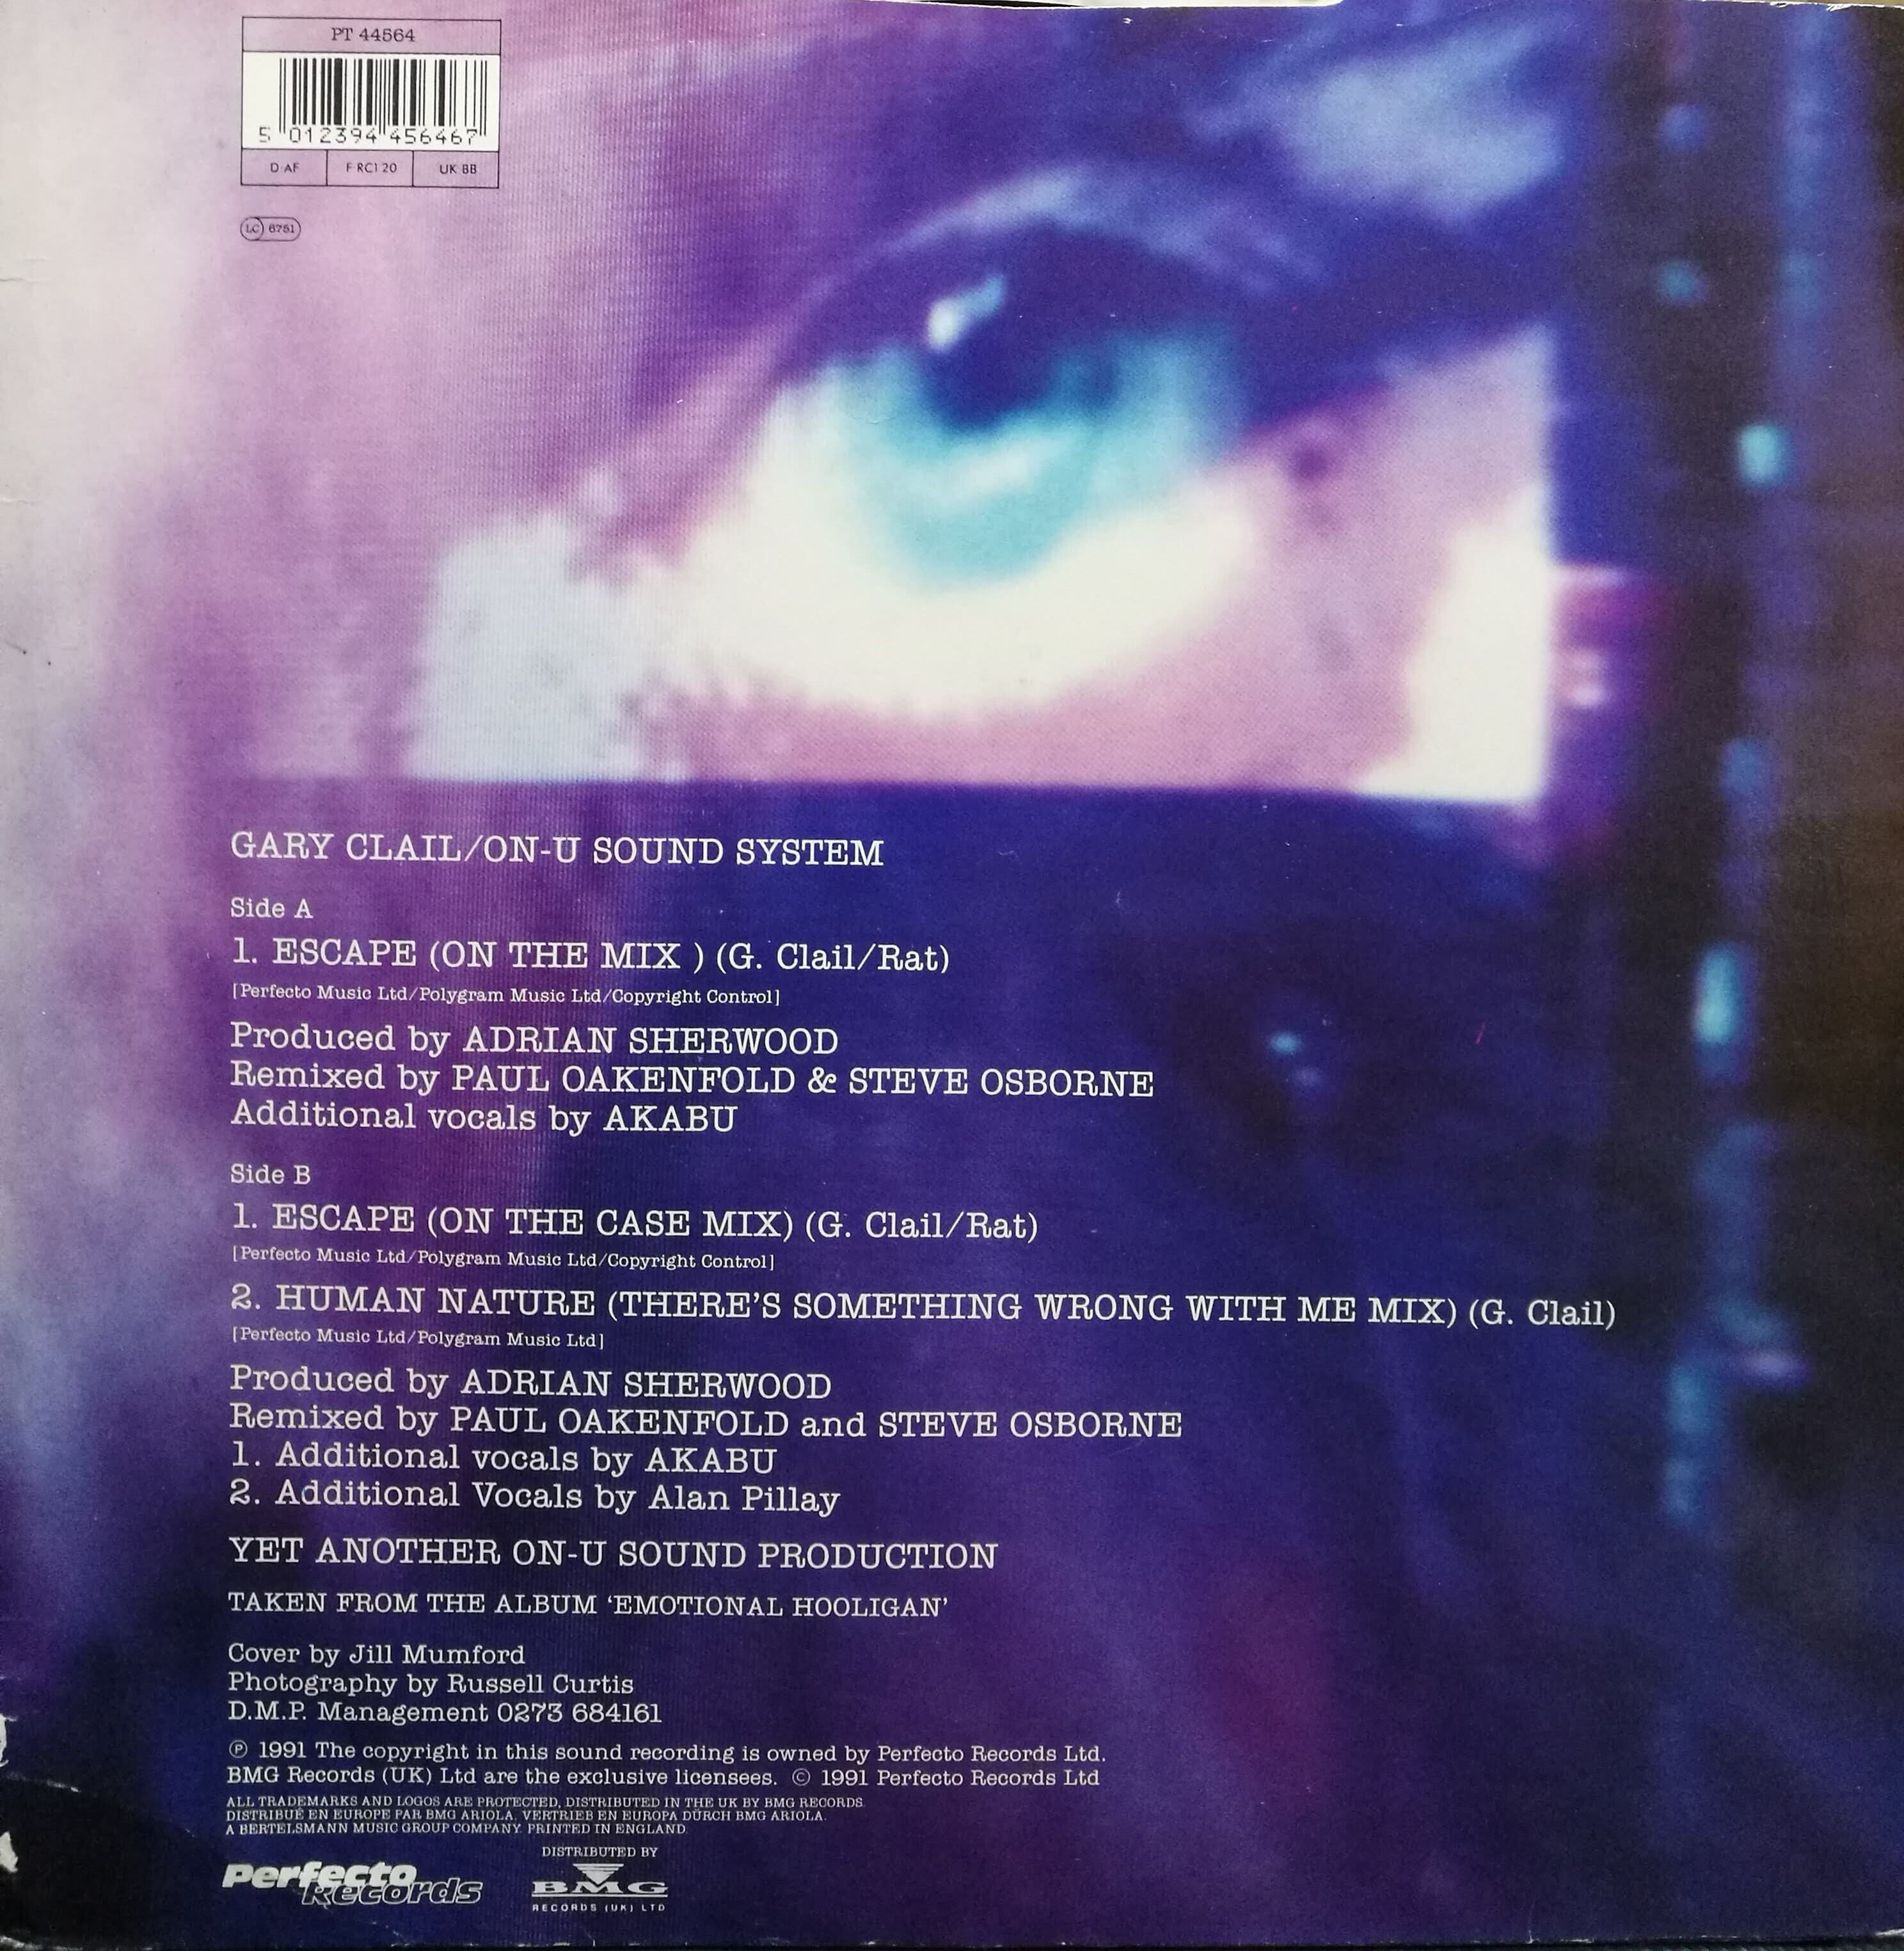 PT 44564
5 012394 456467
D AF F RC120 UK BB
LC 6751
GARY CLAIL/ON-U SOUND SYSTEM
Side A
1. ESCAPE (ON THE MIX ) (G. Clail/Rat)
[Perfecto Music Ltd/Polygram Music Ltd/Copyright Control]
Produced by ADRIAN SHERWOOD
Remixed by PAUL OAKENFOLD & STEVE OSBORNE
Additional vocals by AKABU
Side B
1. ESCAPE (ON THE CASE MIX) (G. Clail/Rat)
[Perfecto Music Ltd/Polygram Music Ltd/Copyright Control]
2. HUMAN NATURE (THERE'S SOMETHING WRONG WITH ME MIX) (G. Clail)
[Perfecto Music Ltd/Polygram Music Ltd]
Produced by ADRIAN SHERWOOD
Remixed by PAUL OAKENFOLD and STEVE OSBORNE
1. Additional vocals by AKABU
2. Additional Vocals by Alan Pillay
YET ANOTHER ON-U SOUND PRODUCTION
TAKEN FROM THE ALBUM 'EMOTIONAL HOOLIGAN'
Cover by Jill Mumford
Photography by Russell Curtis
D.M.P. Management 0273 684161
℗ 1991 The copyright in this sound recording is owned by Perfecto Records Ltd.
BMG Records (UK) Ltd are the exclusive licensees. © 1991 Perfecto Records Ltd
ALL TRADEMARKS AND LOGOS ARE PROTECTED, DISTRIBUTED IN THE UK BY BMG RECORDS.
DISTRIBUÉ EN EUROPE PAR BMG ARIOLA. VERTRIEB EN EUROPA DÜRCH BMG ARIOLA.
A BERTELSMANN MUSIC GROUP COMPANY. PRINTED IN ENGLAND.
Perfecto Records
DISTRIBUTED BY
BMG
RECORDS (UK) LTD